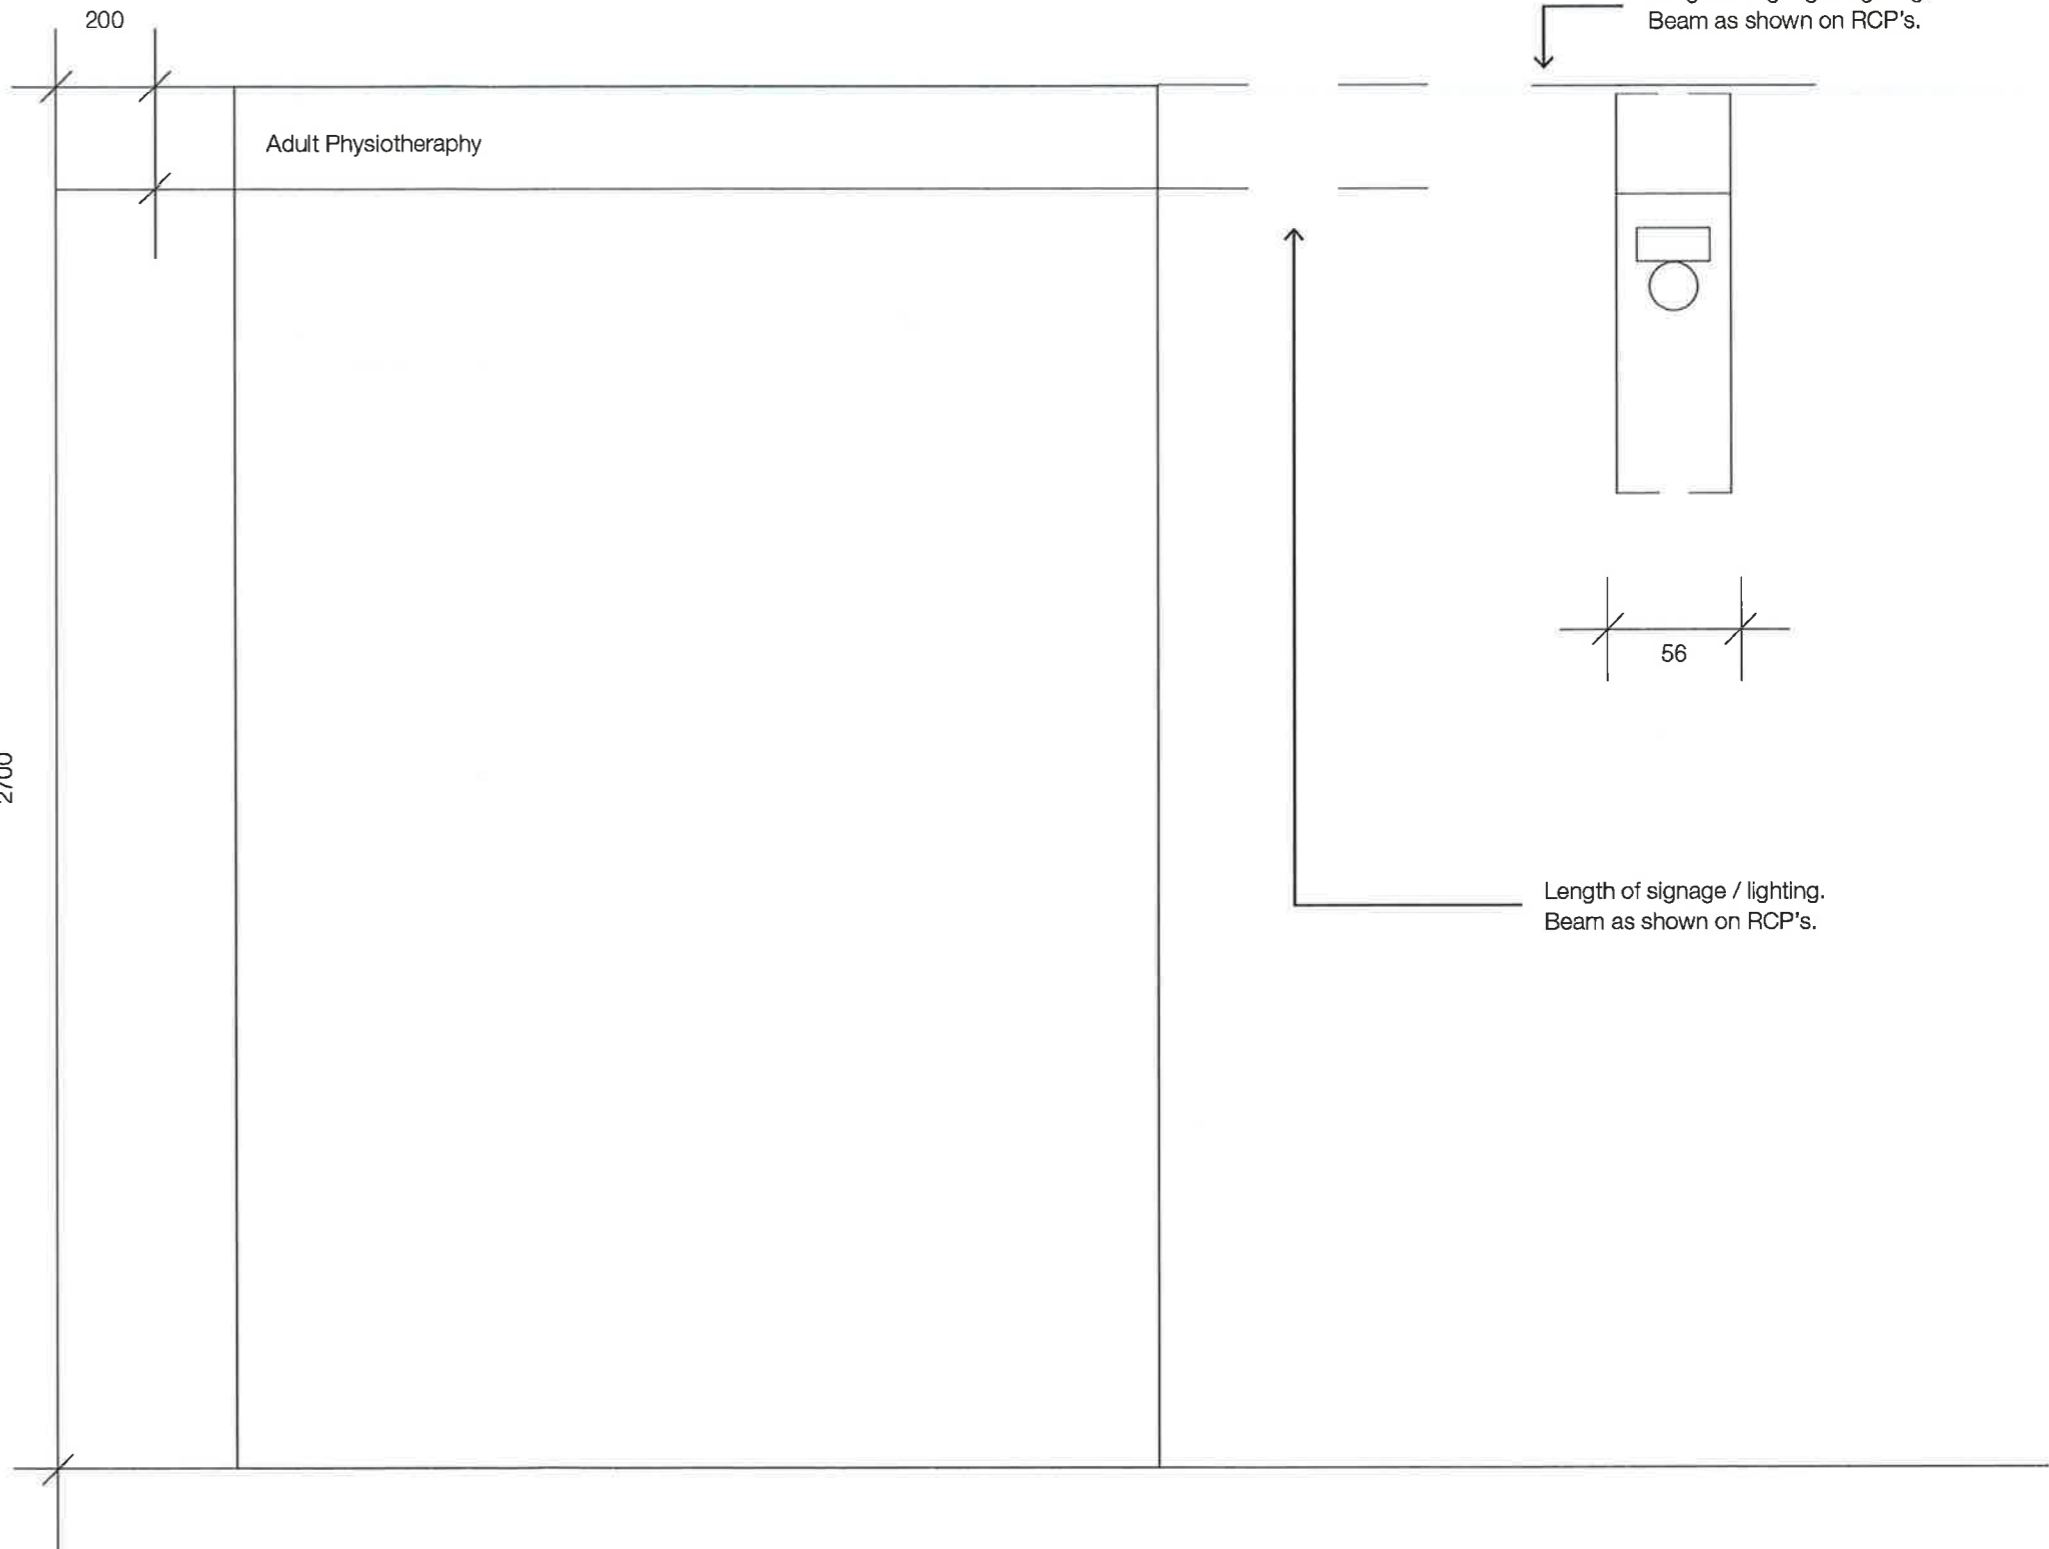 200
Beam as shown on RCP's.
Adult Physiotheraphy
56
2700
Length of signage / lighting.
Beam as shown on RCP's.